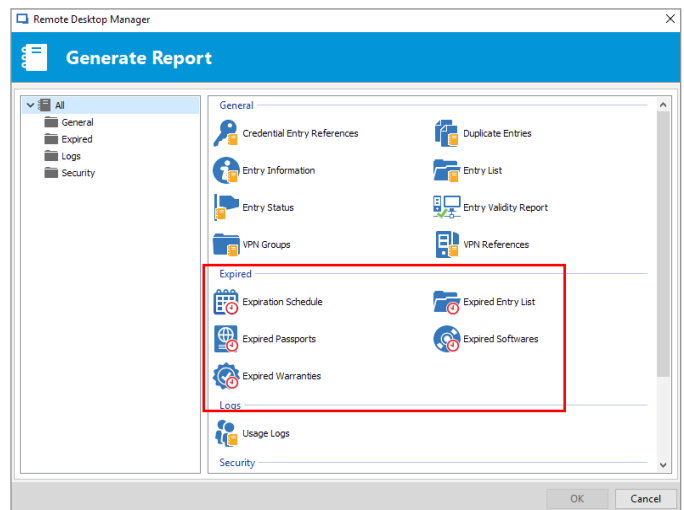 Remote Desktop Manager
Generate Report
All
General
Expired
Logs
Security
General
Credential Entry References
Duplicate Entries
Entry Information
Entry List
Entry Status
Entry Validity Report
VPN Groups
VPN References
Expired
Expiration Schedule
Expired Entry List
Expired Passports
Expired Softwares
Expired Warranties
Logs
Usage Logs
Security
OK
Cancel